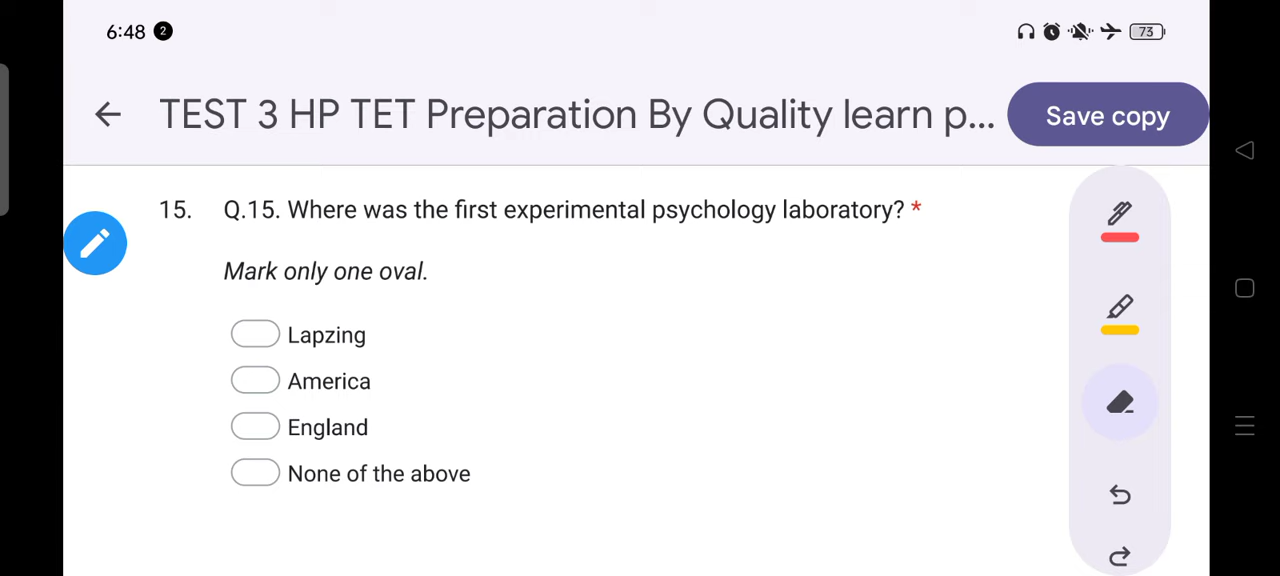 6:48 2
73
TEST 3 HP TET Preparation By Quality learn p...
Save copy
15. Q.15. Where was the first experimental psychology laboratory? *
Mark only one oval.
Lapzing
America
England
None of the above